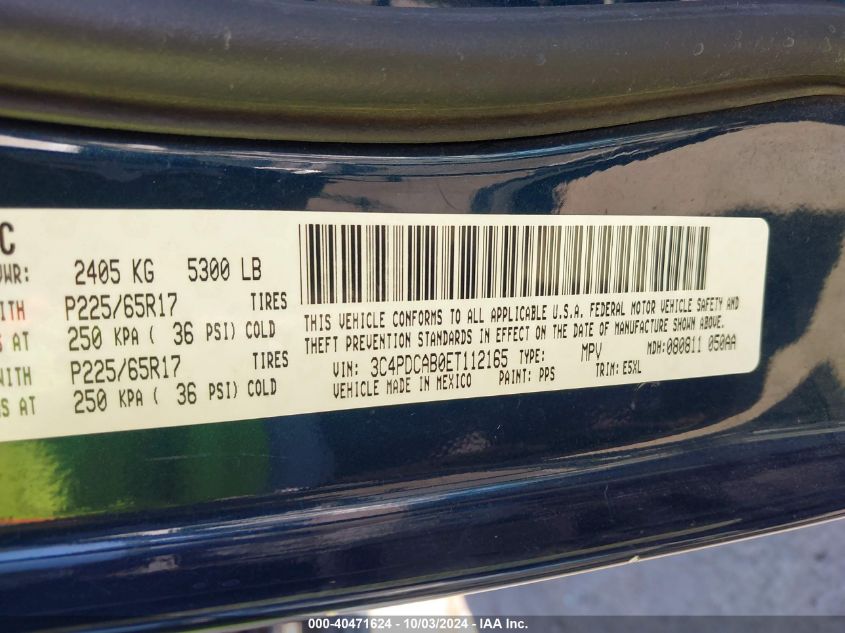 C
WR: 2405 KG 5300 LB
WITH P225/65R17 TIRES
AT 250 KPA ( 36 PSI) COLD
WITH P225/65R17 TIRES
AT 250 KPA ( 36 PSI) COLD
THIS VEHICLE CONFORMS TO ALL APPLICABLE U.S.A. FEDERAL MOTOR VEHICLE SAFETY AND
THEFT PREVENTION STANDARDS IN EFFECT ON THE DATE OF MANUFACTURE SHOWN ABOVE.
VIN: 3C4PDCAB0ET112165 TYPE: MPV MDH:080811 050AA
VEHICLE MADE IN MEXICO PAINT: PPS TRIM: E5XL
000-40471624 - 10/03/2024 - IAA Inc.